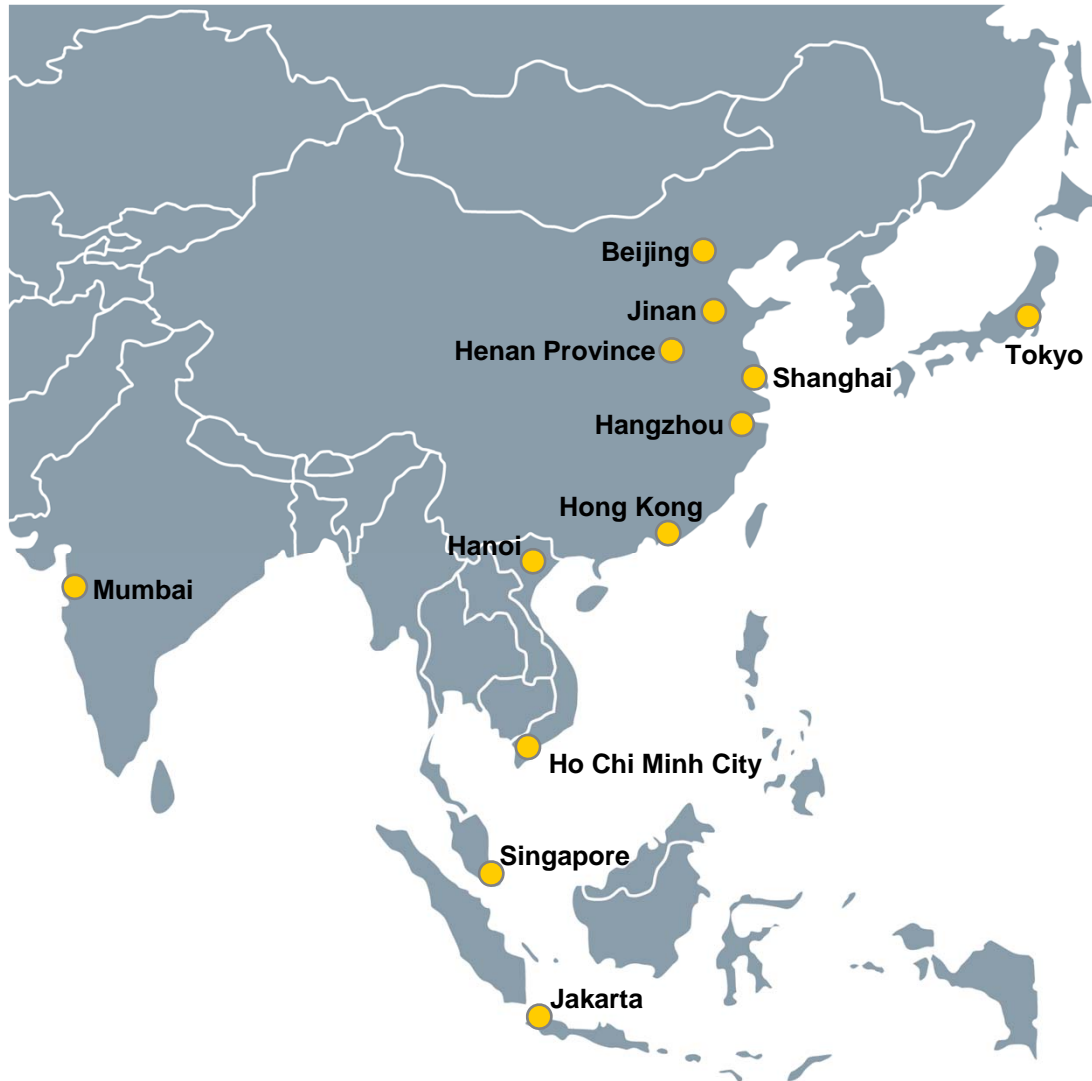 Beijing
Jinan
Henan Province
Tokyo
Shanghai
Hangzhou
Hong Kong
Hanoi
Mumbai
Ho Chi Minh City
Singapore
Jakarta